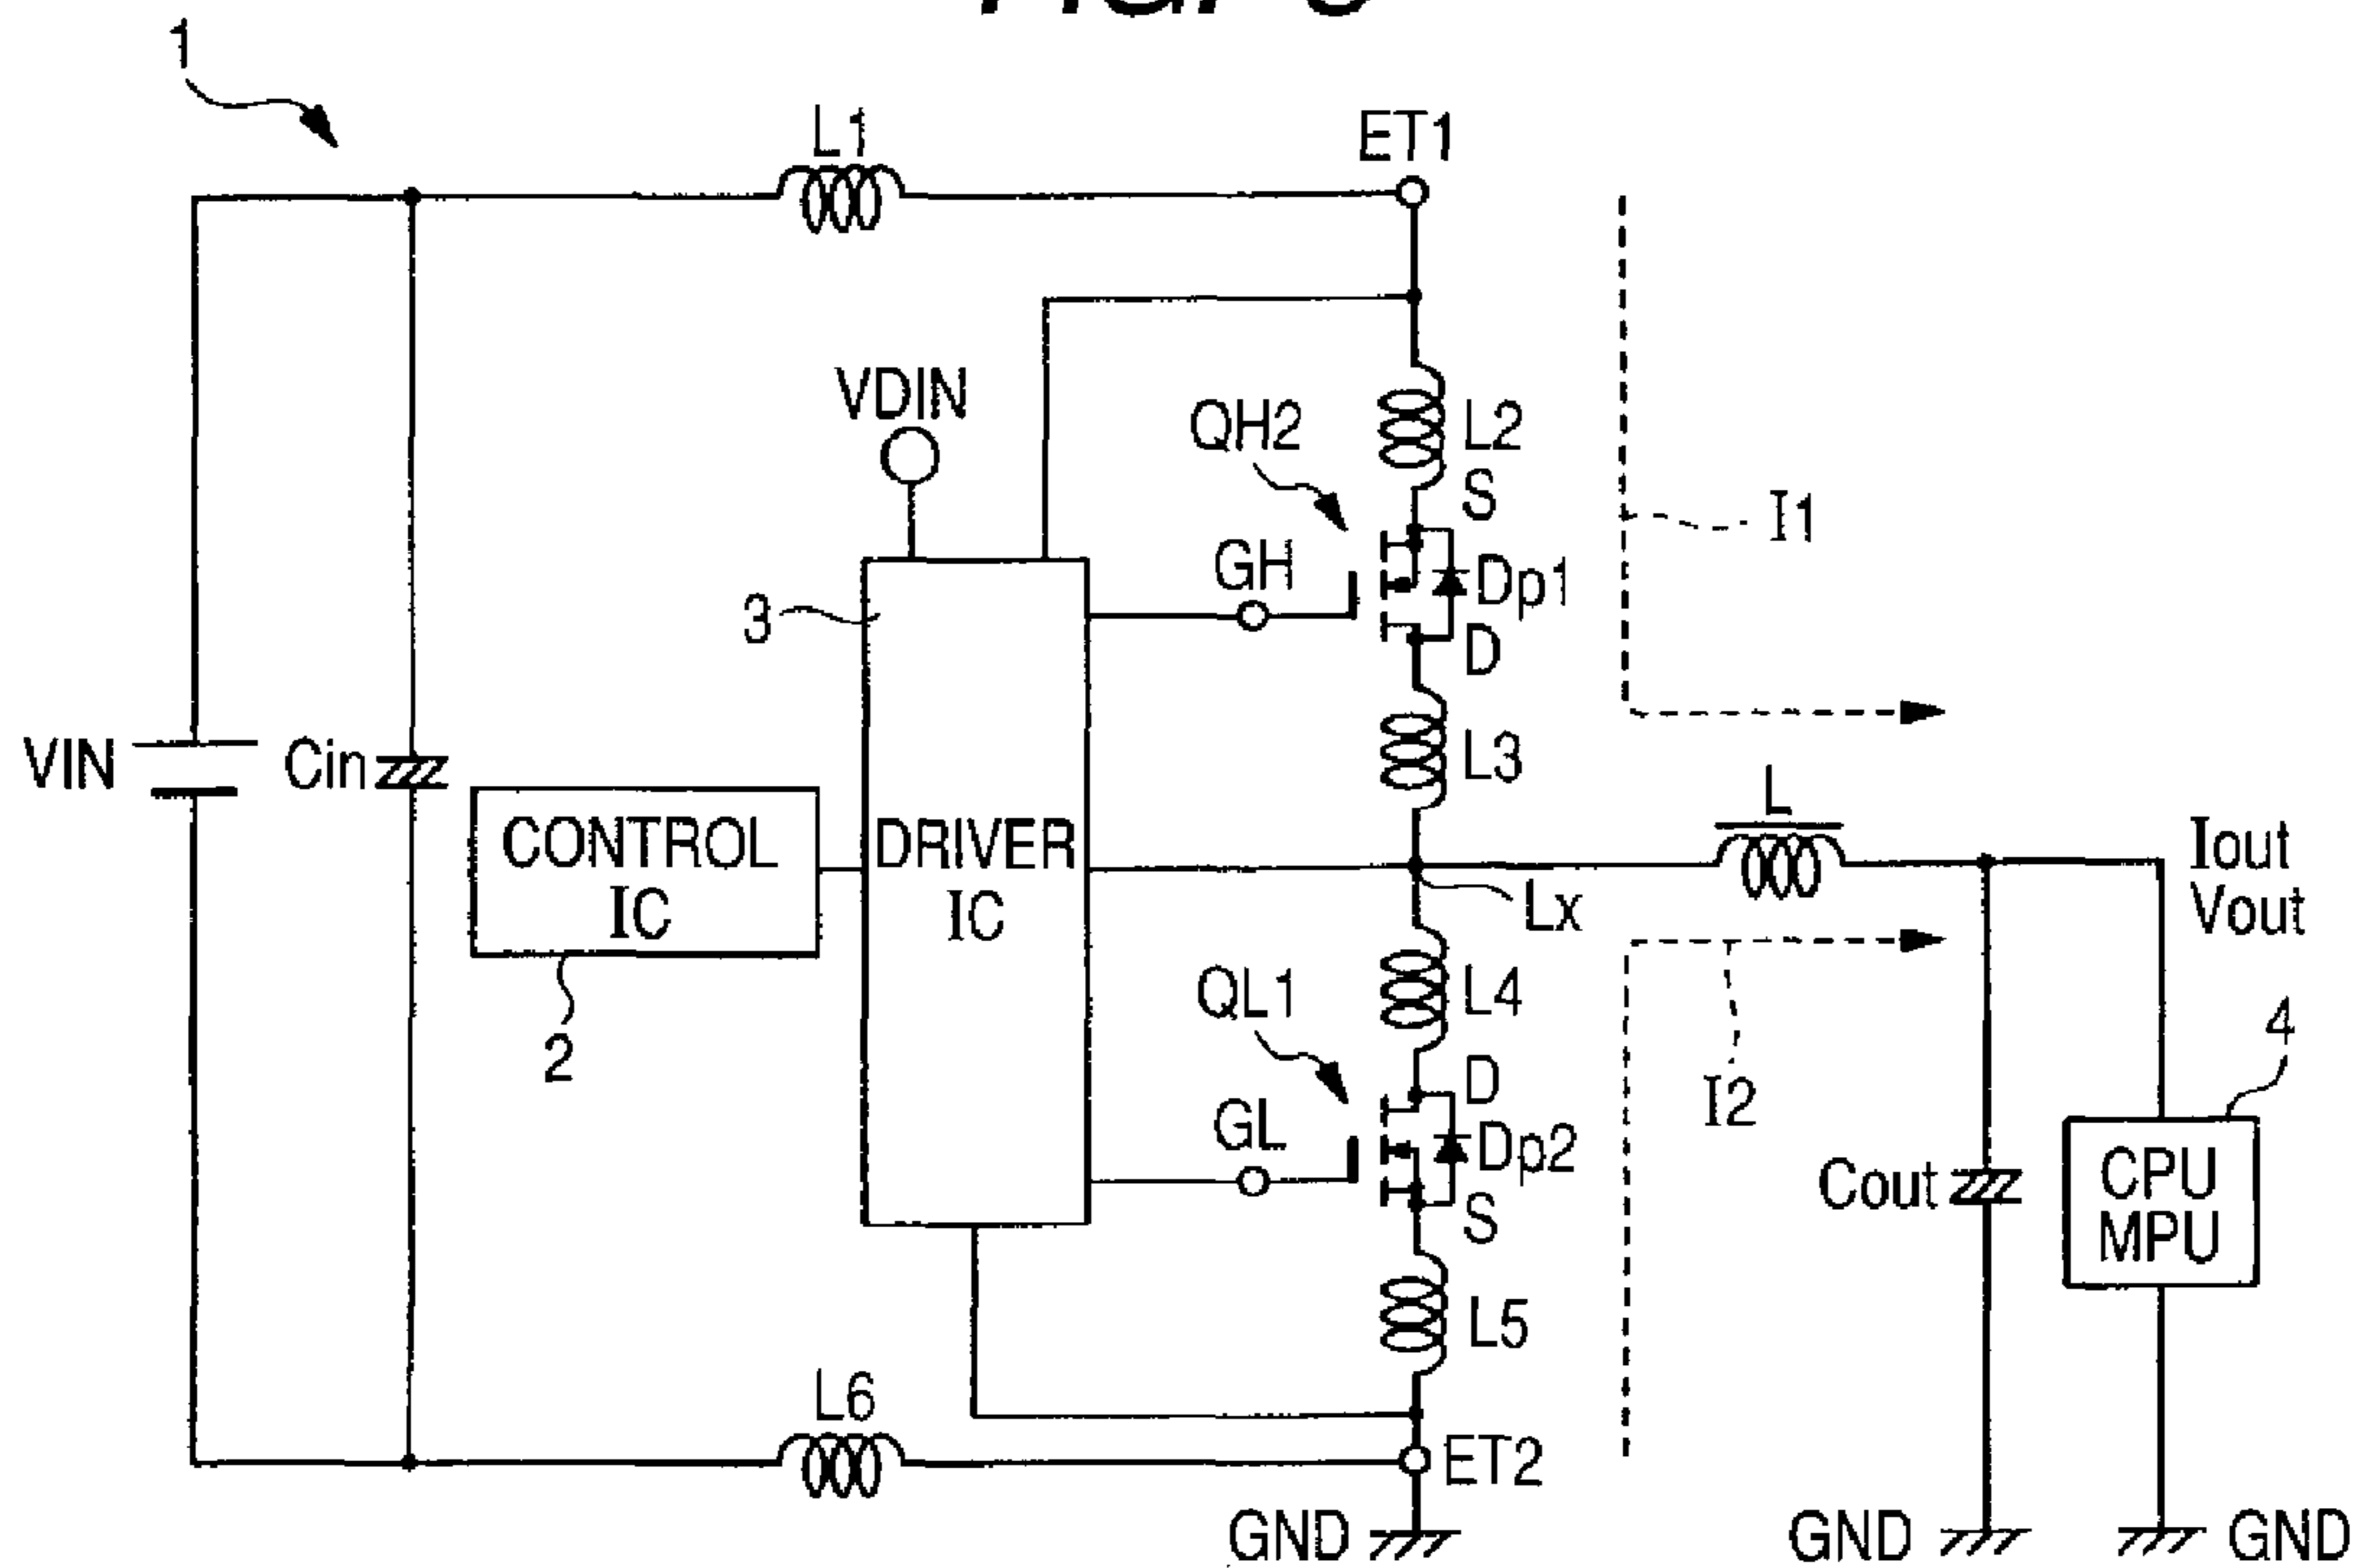 1
L1
ET1
VDIN
QH2
L2
S
I1
GH
Dp1
3
D
VIN
Cin
L3
L
CONTROL
IC
DRIVER
IC
Iout
Vout
Lx
2
QL1
L4
4
D
I2
GL
Dp2
Cout
CPU
MPU
S
L5
L6
ET2
GND
GND
GND